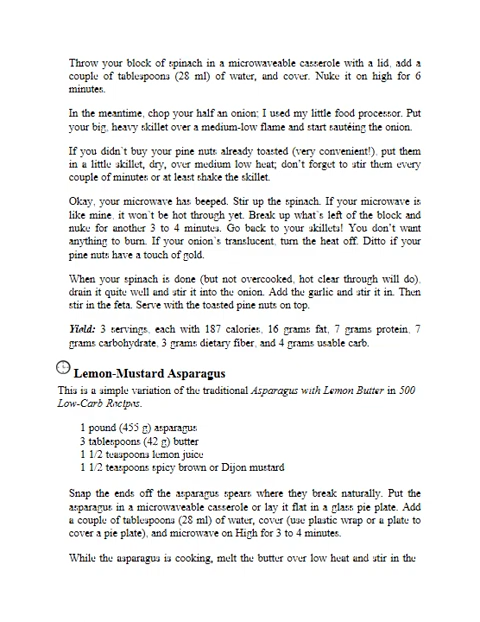 Throw your block of spinach in a microwaveable casserole with a lid, add a
couple of tablespoons (28 ml) of water, and cover. Nuke it on high for 6
minutes.
In the meantime, chop your half an onion; I used my little food processor. Put
your big, heavy skillet over a medium-low flame and start sautéing the onion.
If you didn't buy your pine nuts already toasted (very convenient!), put them
in a little skillet, dry, over medium low heat; don't forget to stir them every
couple of minutes or at least shake the skillet.
Okay, your microwave has beeped. Stir up the spinach. If your microwave is
like mine, it won't be hot through yet. Break up what's left of the block and
nuke for another 3 to 4 minutes. Go back to your skillets! You don't want
anything to burn. If your onion's translucent, turn the heat off. Ditto if your
pine nuts have a touch of gold.
When your spinach is done (but not overcooked, hot clear through will do),
drain it quite well and stir it into the onion. Add the garlic and stir it in. Then
stir in the feta. Serve with the toasted pine nuts on top.
Yield: 3 servings, each with 187 calories, 16 grams fat, 7 grams protein, 7
grams carbohydrate, 3 grams dietary fiber, and 4 grams usable carb.
Lemon-Mustard Asparagus
This is a simple variation of the traditional Asparagus with Lemon Butter in 500
Low-Carb Recipes.
1 pound (455 g) asparagus
3 tablespoons (42 g) butter
1 1/2 teaspoons lemon juice
1 1/2 teaspoons spicy brown or Dijon mustard
Snap the ends off the asparagus spears where they break naturally. Put the
asparagus in a microwaveable casserole or lay it flat in a glass pie plate. Add
a couple of tablespoons (28 ml) of water, cover (use plastic wrap or a plate to
cover a pie plate), and microwave on High for 3 to 4 minutes.
While the asparagus is cooking, melt the butter over low heat and stir in the